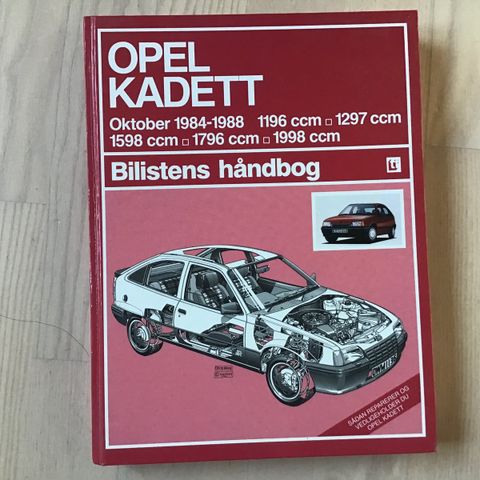 OPEL
KADETT
Oktober 1984-1988 1196 ccm □ 1297 ccm
1598 ccm □ 1796 ccm □ 1998 ccm
Bilistens håndbog
SÅDAN REPARERER OG
VEDLIGEHOLDER DU
OPEL KADETT